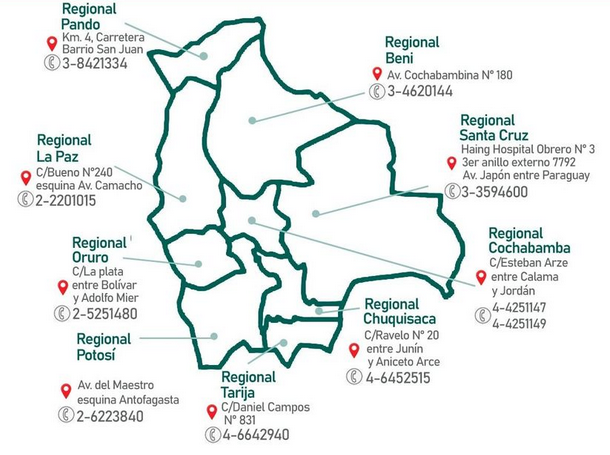 Regional
Pando
Km. 4, Carretera
Barrio San Juan
3-8421334
Regional
Beni
Av. Cochabambina N° 180
3-4620144
Regional
Santa Cruz
Haing Hospital Obrero N° 3
3er anillo externo 7792
Av. Japón entre Paraguay
3-3594600
Regional
La Paz
C/Bueno N°240
esquina Av. Camacho
2-2201015
Regional
Cochabamba
C/Esteban Arze
entre Calama
y Jordán
4-4251147
4-4251149
Regional
Oruro
C/La plata
entre Bolívar
y Adolfo Mier
2-5251480
Regional
Chuquisaca
C/Ravelo N° 20
entre Junín
y Aniceto Arce
4-6452515
Regional
Potosí
Av. del Maestro
esquina Antofagasta
2-6223840
Regional
Tarija
C/Daniel Campos
N° 831
4-6642940